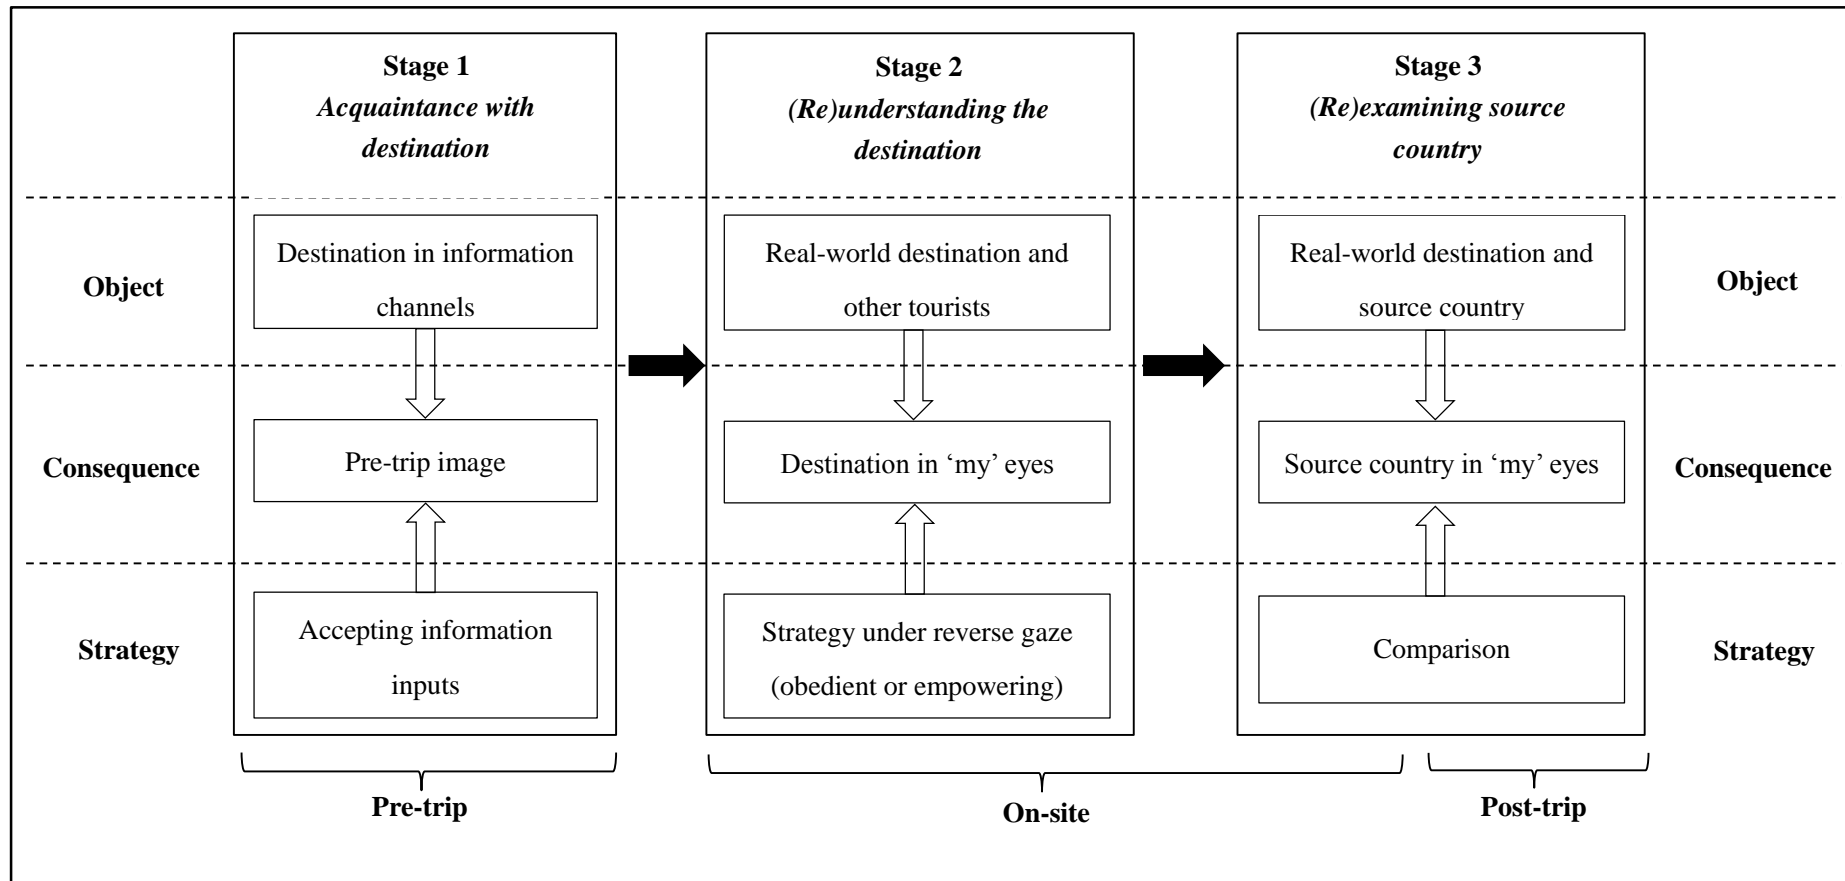 Stage 1
Acquaintance with
destination
Stage 2
(Re)understanding the
destination
Stage 3
(Re)examining source
country
Object
Destination in information
channels
Real-world destination and
other tourists
Real-world destination and
source country
Object
Consequence
Pre-trip image
Destination in ‘my’ eyes
Source country in ‘my’ eyes
Consequence
Strategy
Accepting information
inputs
Strategy under reverse gaze
(obedient or empowering)
Comparison
Strategy
Pre-trip
On-site
Post-trip